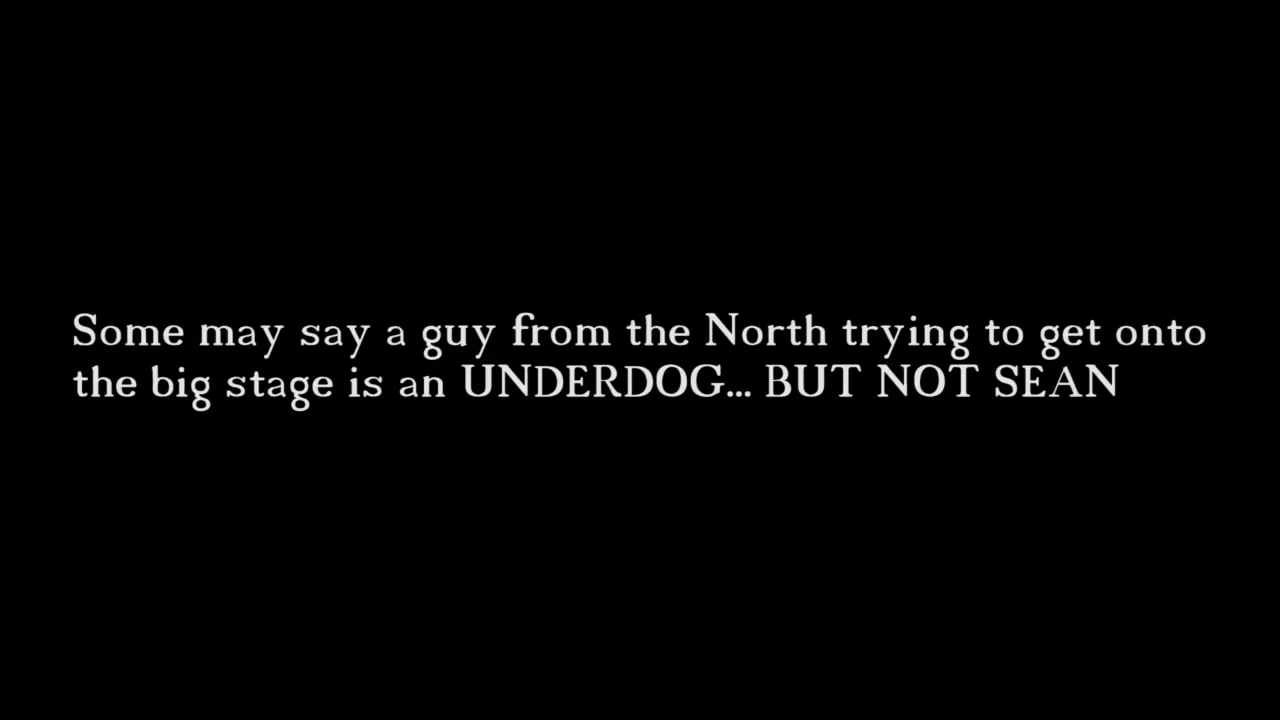 Some may say a guy from the North trying to get onto
the big stage is an UNDERDOG... BUT NOT SEAN